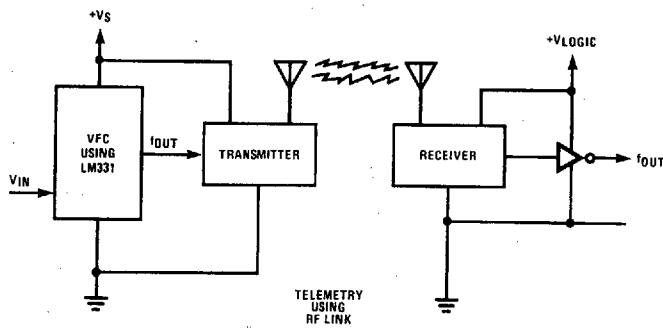 +VS
+VLOGIC
VFC
USING
LM331
fOUT
TRANSMITTER
RECEIVER
fOUT
VIN
TELEMETRY
USING
RF LINK